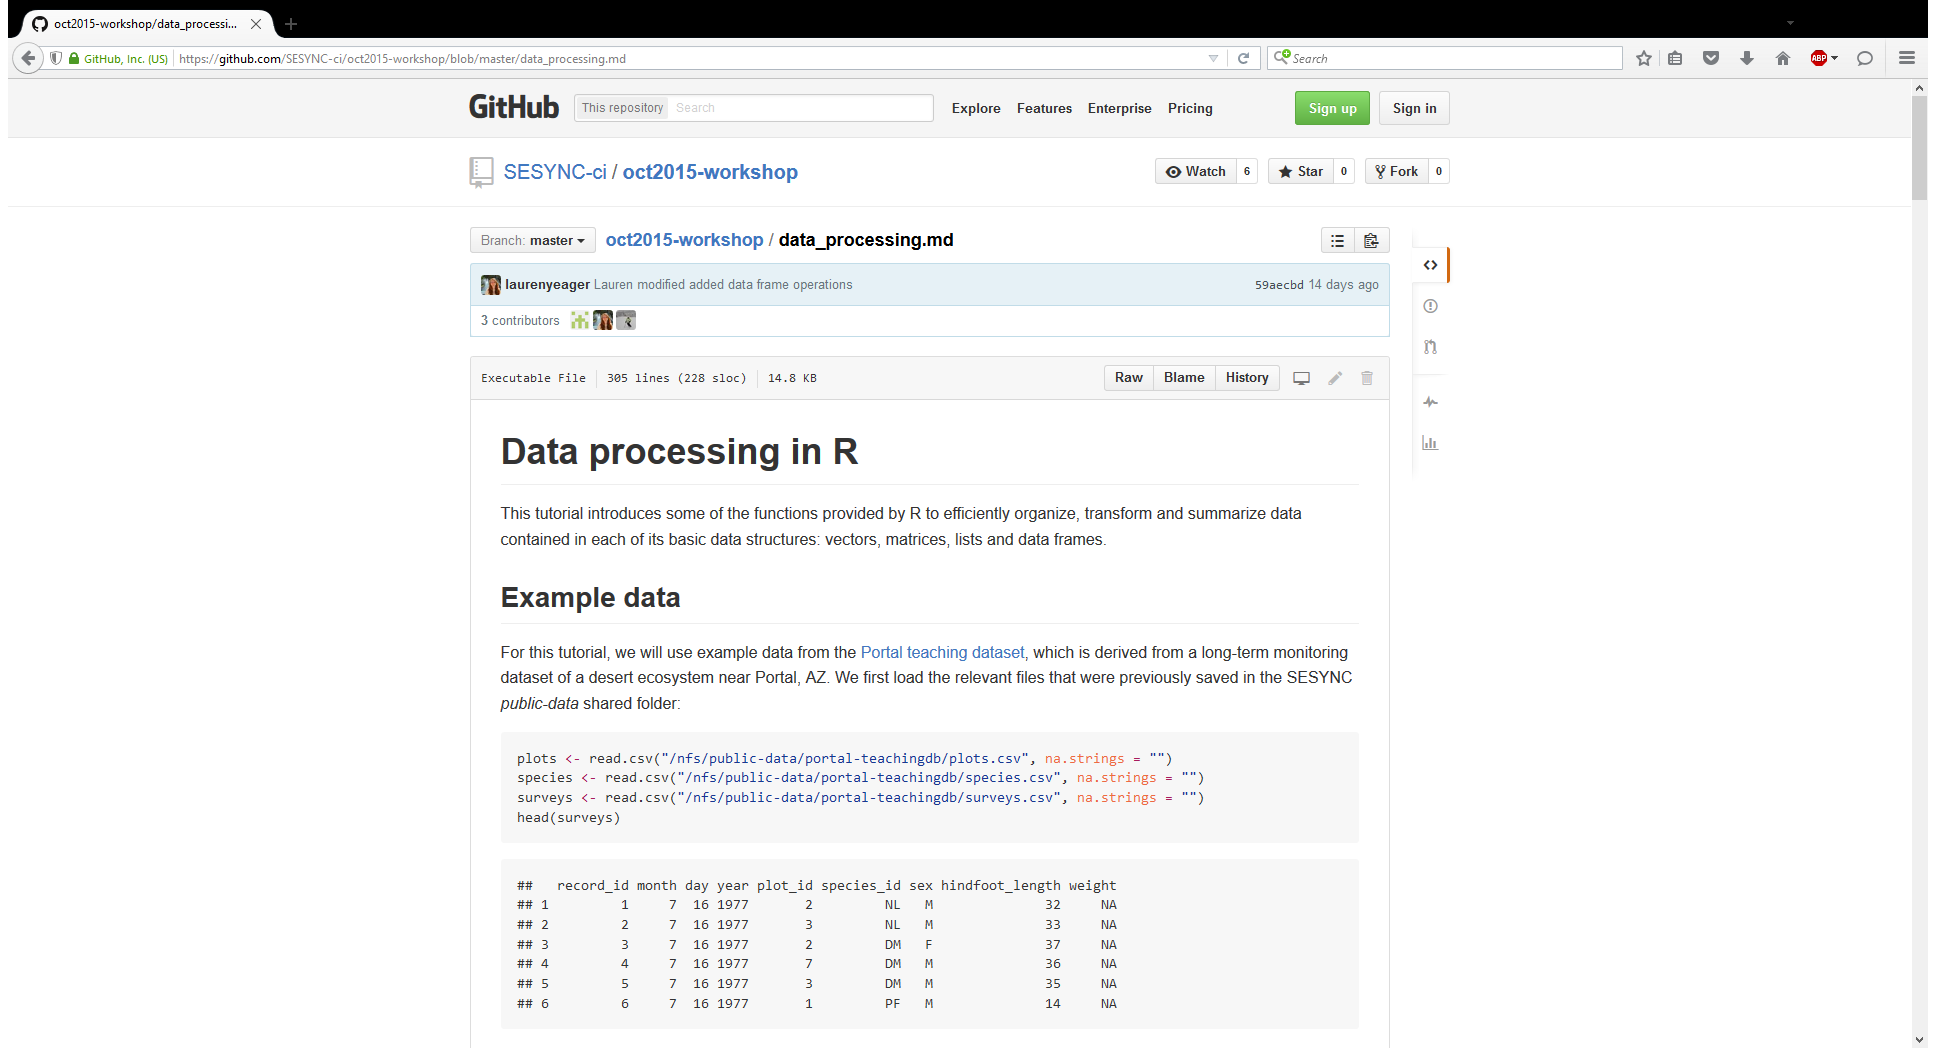 oct2015-workshop/data_processi...
GitHub, Inc. (US) https://github.com/SESYNC-ci/oct2015-workshop/blob/master/data_processing.md Search ABP
GitHub This repository Search Explore Features Enterprise Pricing Sign up Sign in
SESYNC-ci / oct2015-workshop Watch 6 Star 0 Fork 0
Branch: master oct2015-workshop / data_processing.md
laurenyeager Lauren modified added data frame operations 59aecbd 14 days ago
3 contributors
Executable File 305 lines (228 sloc) 14.8 KB Raw Blame History
Data processing in R
This tutorial introduces some of the functions provided by R to efficiently organize, transform and summarize data
contained in each of its basic data structures: vectors, matrices, lists and data frames.
Example data
For this tutorial, we will use example data from the Portal teaching dataset, which is derived from a long-term monitoring
dataset of a desert ecosystem near Portal, AZ. We first load the relevant files that were previously saved in the SESYNC
public-data shared folder:
plots <- read.csv("/nfs/public-data/portal-teachingdb/plots.csv", na.strings = "")
species <- read.csv("/nfs/public-data/portal-teachingdb/species.csv", na.strings = "")
surveys <- read.csv("/nfs/public-data/portal-teachingdb/surveys.csv", na.strings = "")
head(surveys)
##   record_id month day year plot_id species_id sex hindfoot_length weight
## 1         1     7  16 1977       2         NL   M              32     NA
## 2         2     7  16 1977       3         NL   M              33     NA
## 3         3     7  16 1977       2         DM   F              37     NA
## 4         4     7  16 1977       7         DM   M              36     NA
## 5         5     7  16 1977       3         DM   M              35     NA
## 6         6     7  16 1977       1         PF   M              14     NA